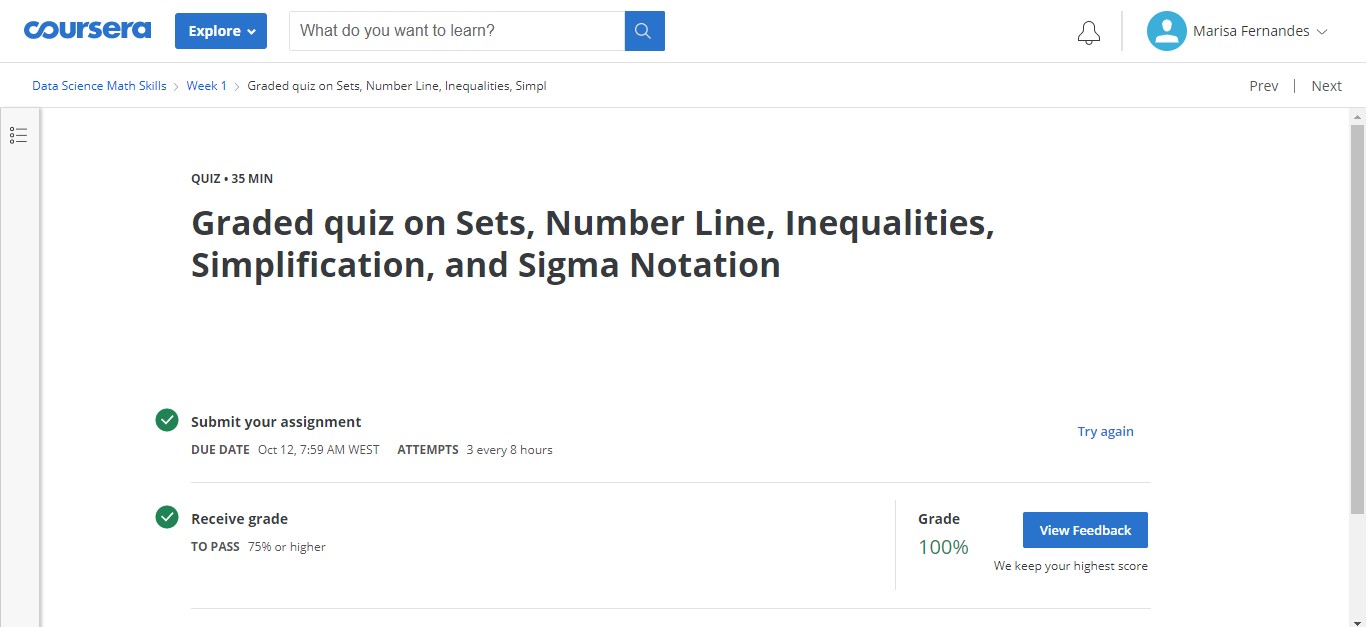 coursera
Explore
What do you want to learn?
Marisa Fernandes
Data Science Math Skills > Week 1 > Graded quiz on Sets, Number Line, Inequalities, Simpl
Prev | Next
QUIZ • 35 MIN
Graded quiz on Sets, Number Line, Inequalities,
Simplification, and Sigma Notation
Submit your assignment
DUE DATE Oct 12, 7:59 AM WEST ATTEMPTS 3 every 8 hours
Try again
Receive grade
TO PASS 75% or higher
Grade
100%
View Feedback
We keep your highest score